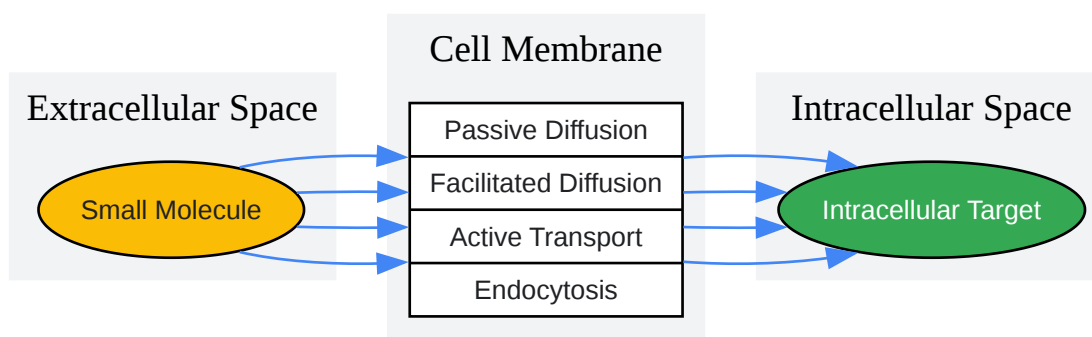 Extracellular Space
Small Molecule
Cell Membrane
Passive Diffusion
Facilitated Diffusion
Active Transport
Endocytosis
Intracellular Space
Intracellular Target